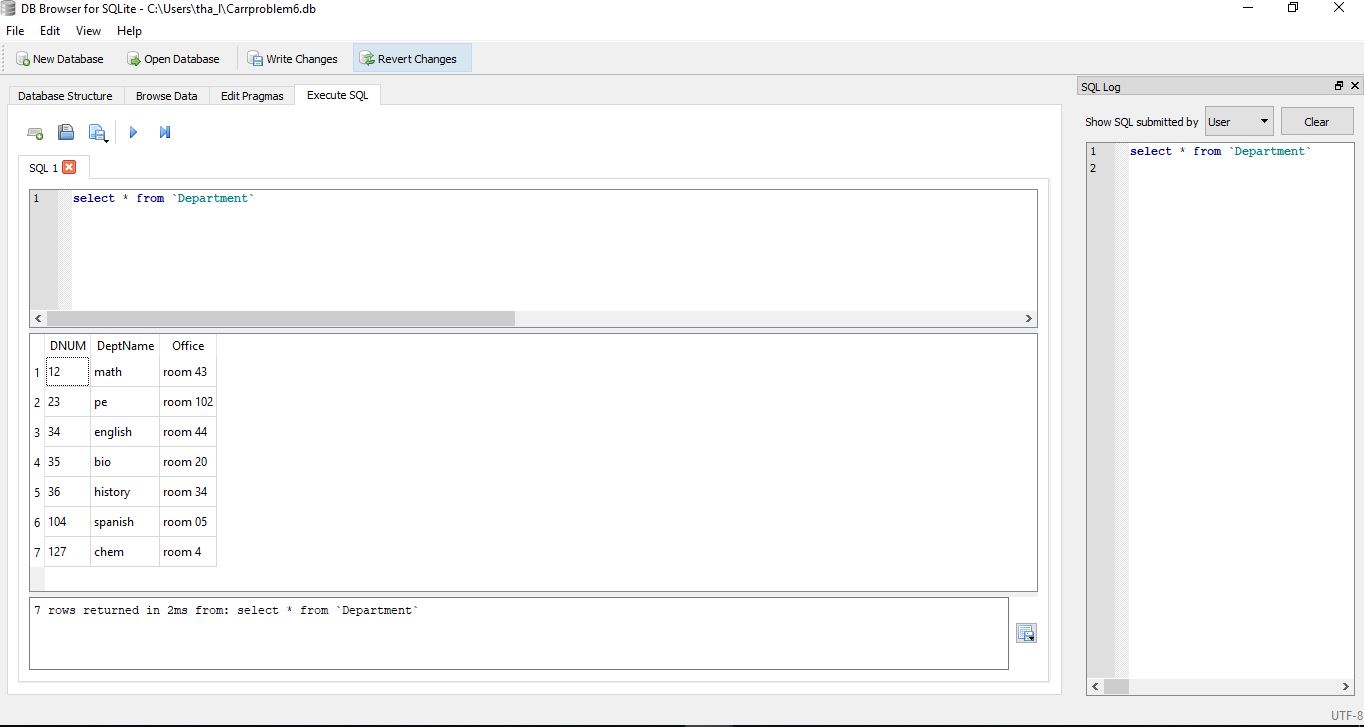 DB Browser for SQLite - C:\Users\tha_l\Carrproblem6.db
File Edit View Help
New Database Open Database Write Changes Revert Changes
Database Structure Browse Data Edit Pragmas Execute SQL
SQL 1
1 select * from `Department`
DNUM DeptName Office
1 12 math room 43
2 23 pe room 102
3 34 english room 44
4 35 bio room 20
5 36 history room 34
6 104 spanish room 05
7 127 chem room 4
7 rows returned in 2ms from: select * from `Department`
SQL Log
Show SQL submitted by User Clear
1 select * from `Department`
2
UTF-8